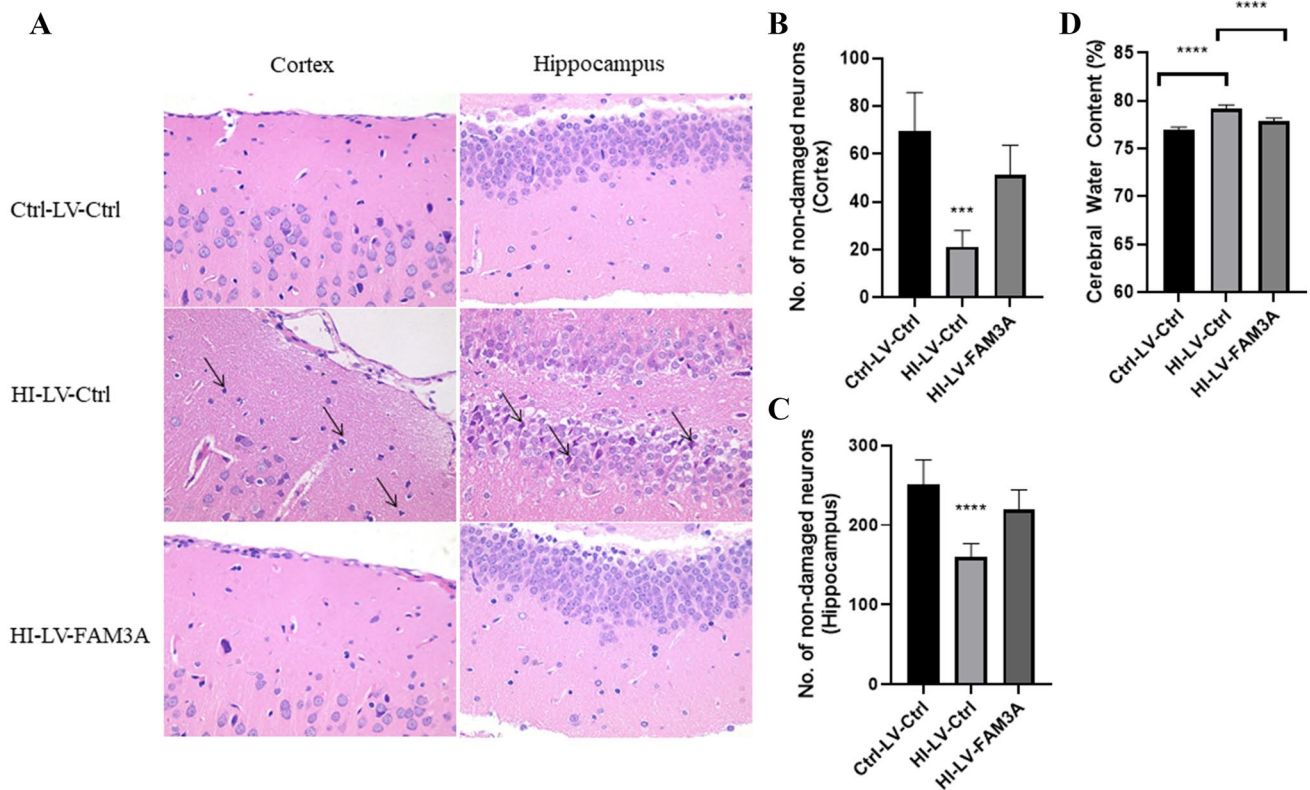 A
Cortex
Hippocampus
Ctrl-LV-Ctrl
HI-LV-Ctrl
HI-LV-FAM3A
B
No. of non-damaged neurons
(Cortex)
100
80
60
40
20
0
***
Ctrl-LV-Ctrl
HI-LV-Ctrl
HI-LV-FAM3A
C
No. of non-damaged neurons
(Hippocampus)
300
200
100
0
****
Ctrl-LV-Ctrl
HI-LV-Ctrl
HI-LV-FAM3A
D
Cerebral Water Content (%)
85
80
75
70
65
60
****
****
Ctrl-LV-Ctrl
HI-LV-Ctrl
HI-LV-FAM3A